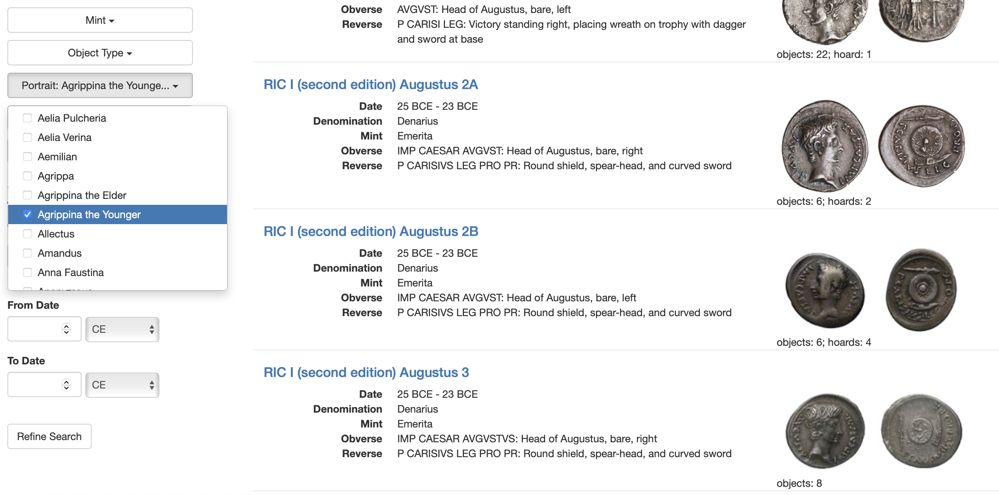 Mint
Object Type
Portrait: Agrippina the Younge...
Aelia Pulcheria
Aelia Verina
Aemilian
Agrippa
Agrippina the Elder
Agrippina the Younger
Allectus
Amandus
Anna Faustina
From Date
CE
To Date
CE
Refine Search
Obverse AVGVST: Head of Augustus, bare, left
Reverse P CARISI LEG: Victory standing right, placing wreath on trophy with dagger
and sword at base
objects: 22; hoard: 1
RIC I (second edition) Augustus 2A
Date 25 BCE - 23 BCE
Denomination Denarius
Mint Emerita
Obverse IMP CAESAR AVGVST: Head of Augustus, bare, right
Reverse P CARISIVS LEG PRO PR: Round shield, spear-head, and curved sword
objects: 6; hoards: 2
RIC I (second edition) Augustus 2B
Date 25 BCE - 23 BCE
Denomination Denarius
Mint Emerita
Obverse IMP CAESAR AVGVST: Head of Augustus, bare, left
Reverse P CARISIVS LEG PRO PR: Round shield, spear-head, and curved sword
objects: 6; hoards: 4
RIC I (second edition) Augustus 3
Date 25 BCE - 23 BCE
Denomination Denarius
Mint Emerita
Obverse IMP CAESAR AVGVSTVS: Head of Augustus, bare, right
Reverse P CARISIVS LEG PRO PR: Round shield, spear-head, and curved sword
objects: 8